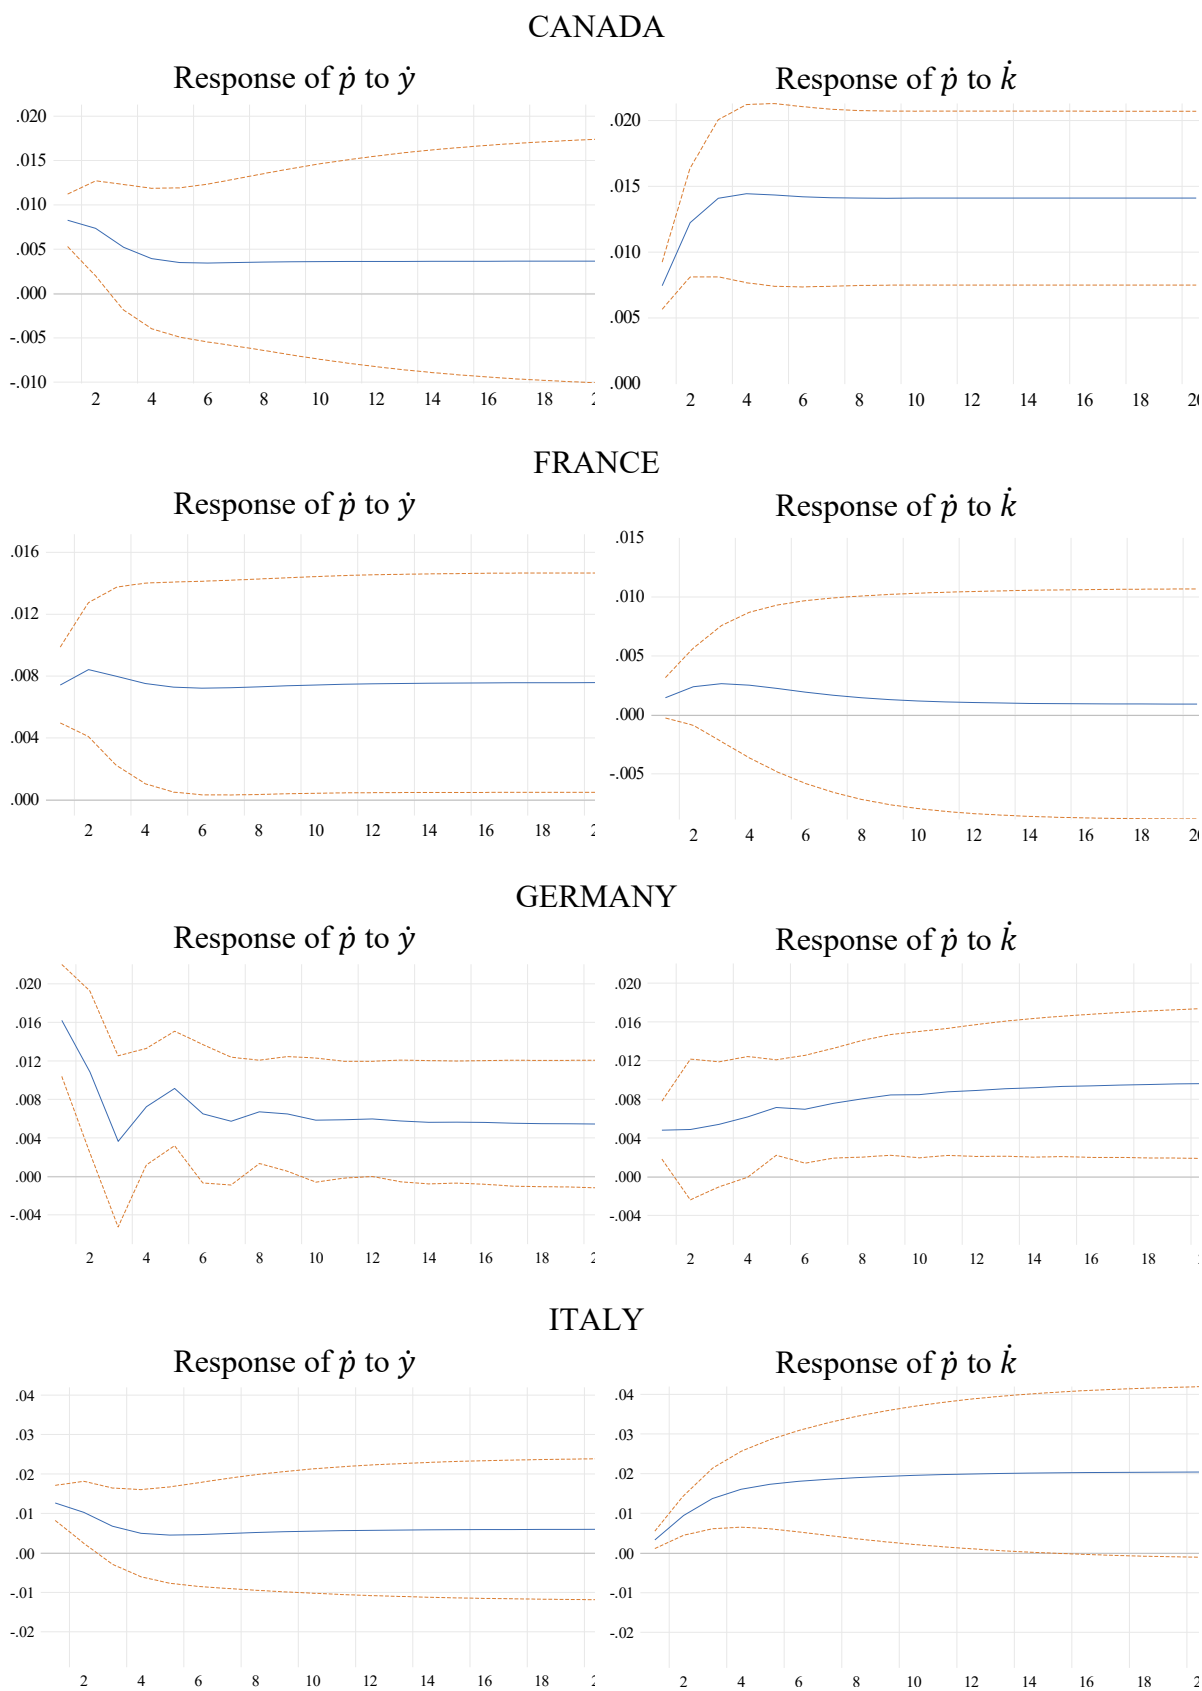 CANADA
Response of ṗ to ẏ
Response of ṗ to k̇
.020
.015
.010
.005
.000
-.005
-.010
2 4 6 8 10 12 14 16 18
.020
.015
.010
.005
.000
2 4 6 8 10 12 14 16 18 20
FRANCE
Response of ṗ to ẏ
Response of ṗ to k̇
.016
.012
.008
.004
.000
2 4 6 8 10 12 14 16 18
.015
.010
.005
.000
-.005
2 4 6 8 10 12 14 16 18 20
GERMANY
Response of ṗ to ẏ
Response of ṗ to k̇
.020
.016
.012
.008
.004
.000
-.004
2 4 6 8 10 12 14 16 18
.020
.016
.012
.008
.004
.000
-.004
2 4 6 8 10 12 14 16 18
ITALY
Response of ṗ to ẏ
Response of ṗ to k̇
.04
.03
.02
.01
.00
-.01
-.02
2 4 6 8 10 12 14 16 18
.04
.03
.02
.01
.00
-.01
-.02
2 4 6 8 10 12 14 16 18